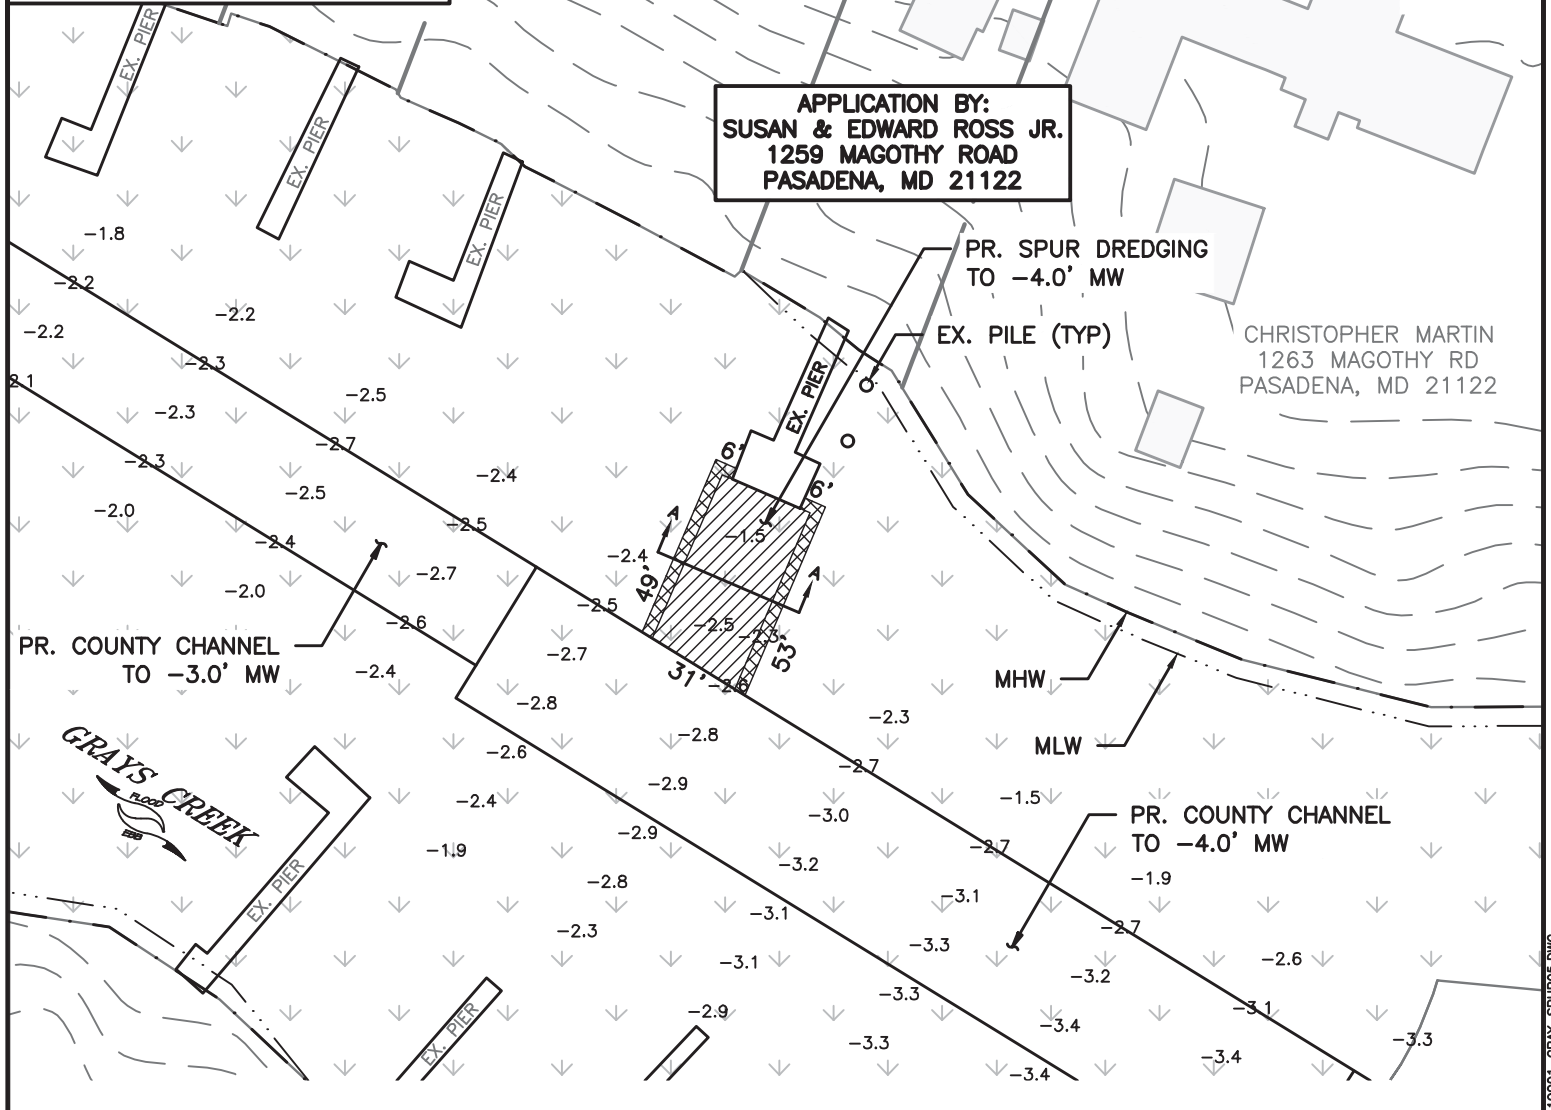 EX. PIER
EX. PIER
EX. PIER
APPLICATION BY:
SUSAN & EDWARD ROSS JR.
1259 MAGOTHY ROAD
PASADENA, MD 21122
PR. SPUR DREDGING
TO -4.0' MW
EX. PILE (TYP)
CHRISTOPHER MARTIN
1263 MAGOTHY RD
PASADENA, MD 21122
-1.8
-2.2
-2.2
-2.2
-2.3
2.1
-2.3
-2.5
EX. PIER
-2.7
-2.3
-2.4
6'
6'
-2.5
-2.0
-2.5
A
-1.5
-2.4
-2.4
-2.7
A
-2.0
49'
-2.5
-2.6
-2.5
-2.3
53'
PR. COUNTY CHANNEL
TO -3.0' MW
-2.4
-2.7
31'
-2.6
MHW
-2.8
-2.3
GRAYS CREEK
FLOOD
EBB
-2.6
-2.8
MLW
-2.7
-2.9
-2.4
-1.5
-3.0
PR. COUNTY CHANNEL
TO -4.0' MW
-2.9
-1.9
-2.7
-3.2
-1.9
EX. PIER
-2.8
-3.1
-3.1
-2.7
-2.3
-3.3
-3.1
-2.6
-3.2
-3.3
-2.9
-3.1
EX. PIER
-3.4
-3.3
-3.3
-3.4
-3.4